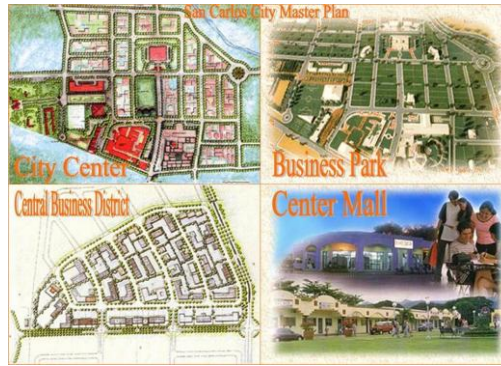 San Carlos City Master Plan
City Center
Business Park
Central Business District
Center Mall